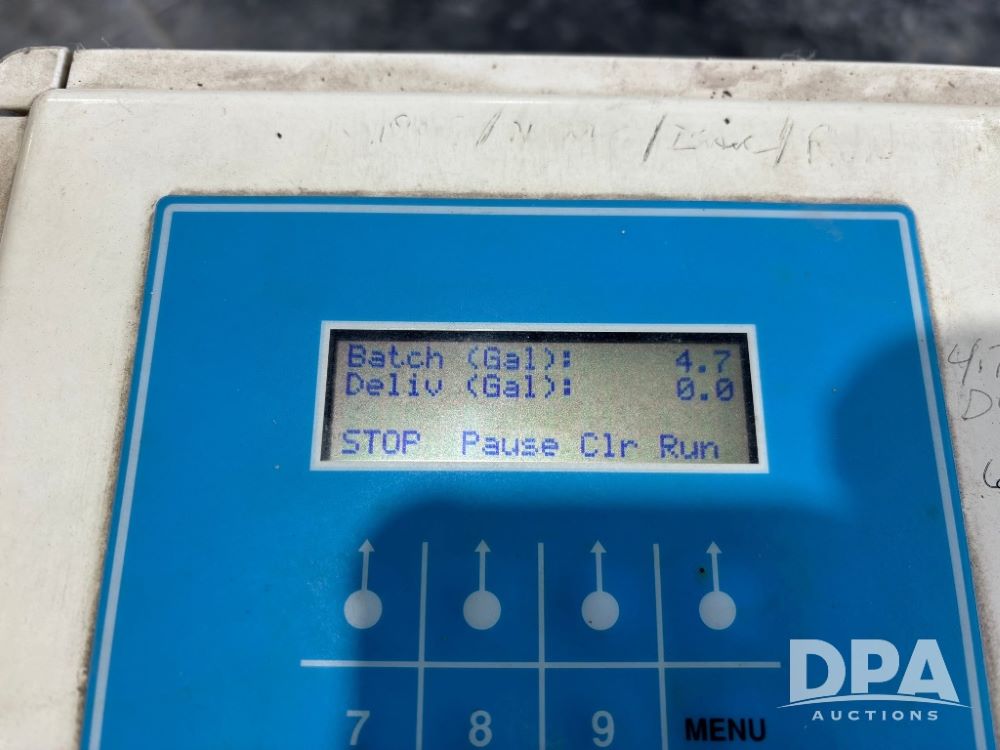 Batch (Gal): 4.7
Deliv (Gal): 0.0
STOP Pause Clr Run
7 8 9 MENU
DPA
AUCTIONS